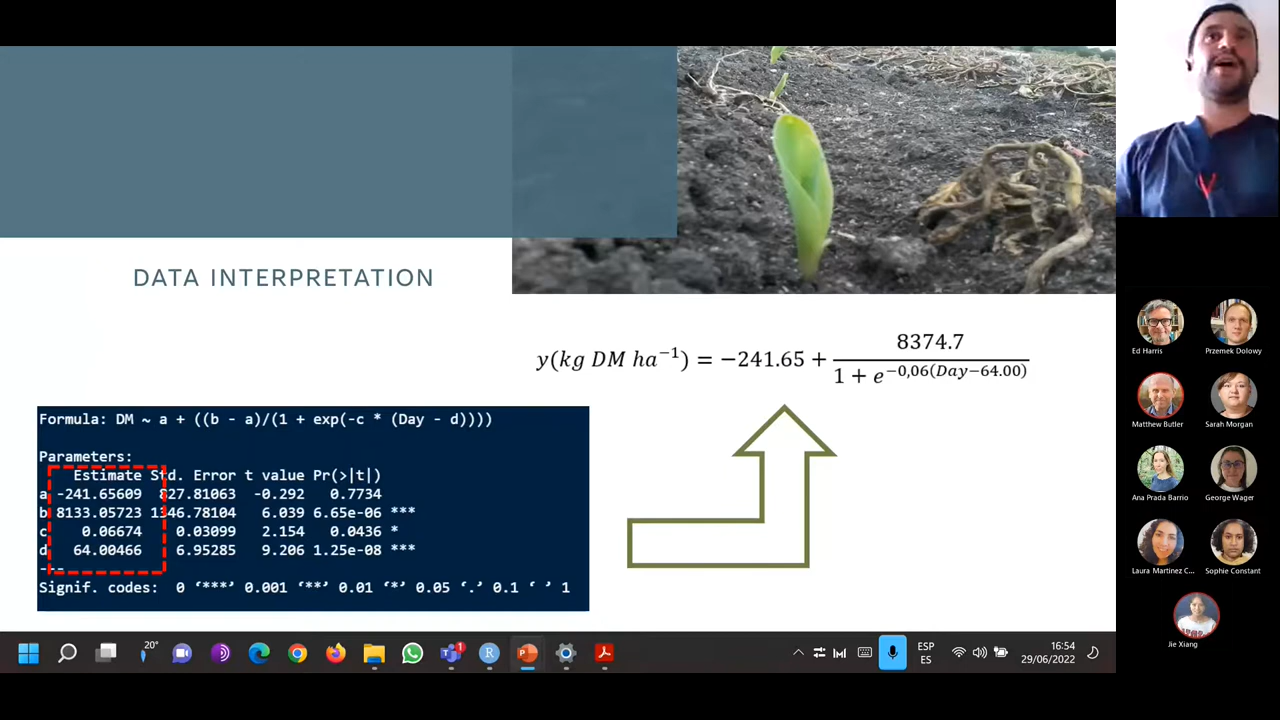 DATA INTERPRETATION
y(kg DM ha⁻¹) = −241.65 + 8374.7 / 1 + e^−0,06(Day−64.00)
Formula: DM ~ a + ((b - a)/(1 + exp(-c * (Day - d))))
Parameters:
Estimate Std. Error t value Pr(>|t|)
a -241.65609 827.81063 -0.292 0.7734
b 8133.05723 1346.78104 6.039 6.65e-06 ***
c 0.06674 0.03099 2.154 0.0436 *
d 64.00466 6.95285 9.206 1.25e-08 ***
---
Signif. codes: 0 ‘***’ 0.001 ‘**’ 0.01 ‘*’ 0.05 ‘.’ 0.1 ‘ ’ 1
Ed Harris
Przemek Dolowy
Matthew Butler
Sarah Morgan
Ana Prada Barrio
George Wager
Laura Martinez C...
Sophie Constant
Jie Xiang
20°
1
R
ESP
ES
16:54
29/06/2022